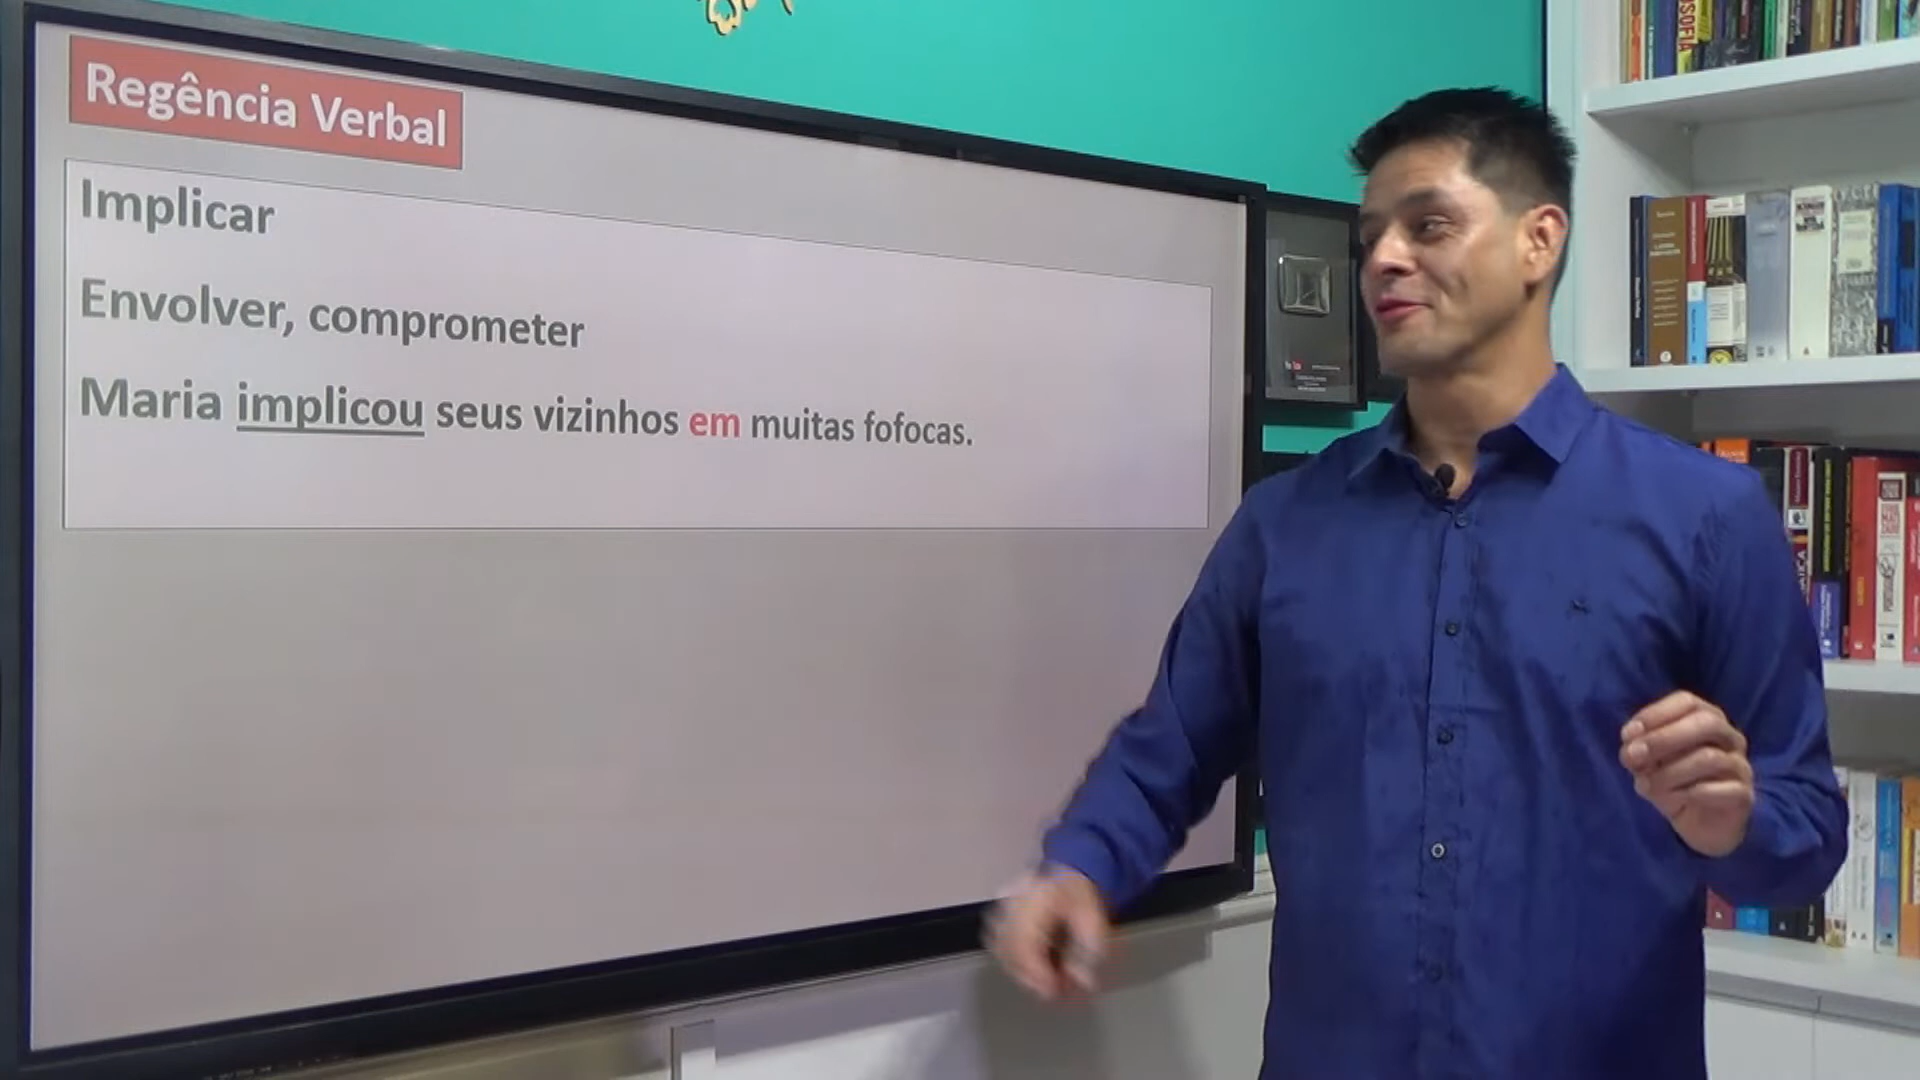 Regência Verbal
Implicar
Envolver, comprometer
Maria implicou seus vizinhos em muitas fofocas.